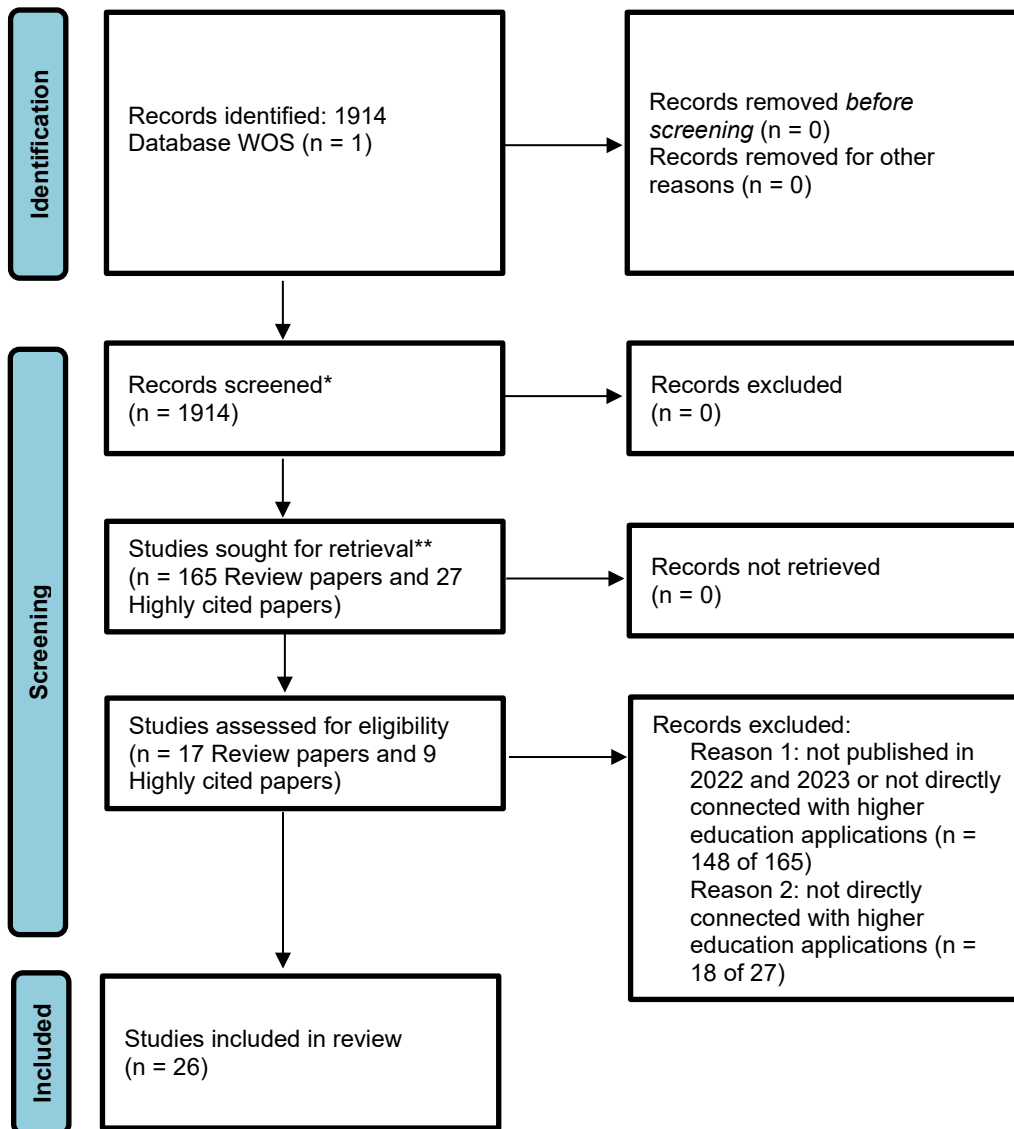 Identification
Records identified: 1914
Database WOS (n = 1)
Records removed before
screening (n = 0)
Records removed for other
reasons (n = 0)
Screening
Records screened*
(n = 1914)
Records excluded
(n = 0)
Studies sought for retrieval**
(n = 165 Review papers and 27
Highly cited papers)
Records not retrieved
(n = 0)
Studies assessed for eligibility
(n = 17 Review papers and 9
Highly cited papers)
Records excluded:
Reason 1: not published in
2022 and 2023 or not directly
connected with higher
education applications (n =
148 of 165)
Reason 2: not directly
connected with higher
education applications (n =
18 of 27)
Included
Studies included in review
(n = 26)